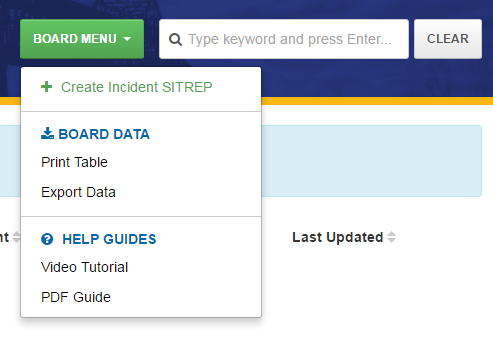 BOARD MENU
Type keyword and press Enter...
CLEAR
Create Incident SITREP
BOARD DATA
Print Table
Export Data
HELP GUIDES
Video Tutorial
PDF Guide
Last Updated